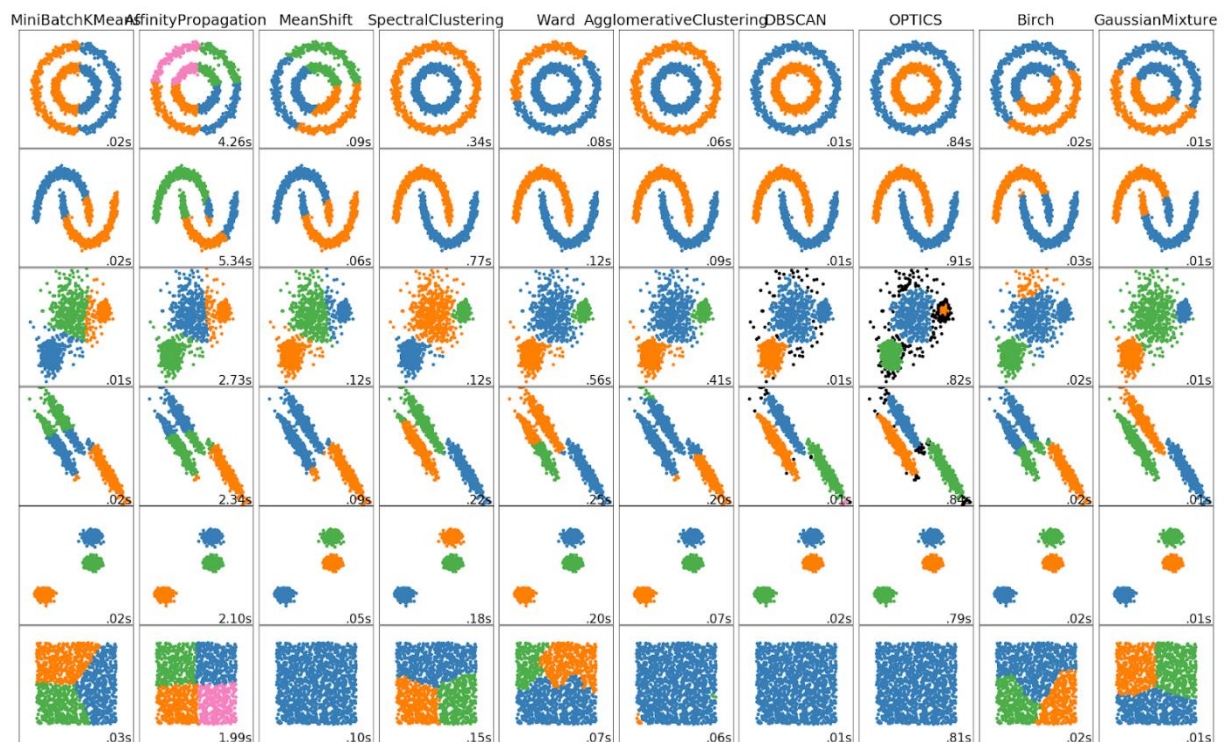 MiniBatchKMeans AffinityPropagation MeanShift SpectralClustering Ward AgglomerativeClustering DBSCAN OPTICS Birch GaussianMixture
.02s 4.26s .09s .34s .08s .06s .01s .84s .02s .01s
.02s 5.34s .06s .77s .12s .09s .01s .91s .03s .01s
.01s 2.73s .12s .12s .56s .41s .01s .82s .02s .01s
.02s 2.34s .09s .22s .25s .20s .01s .84s .02s .01s
.02s 2.10s .05s .18s .20s .07s .02s .79s .02s .01s
.03s 1.99s .10s .15s .07s .06s .01s .81s .02s .01s